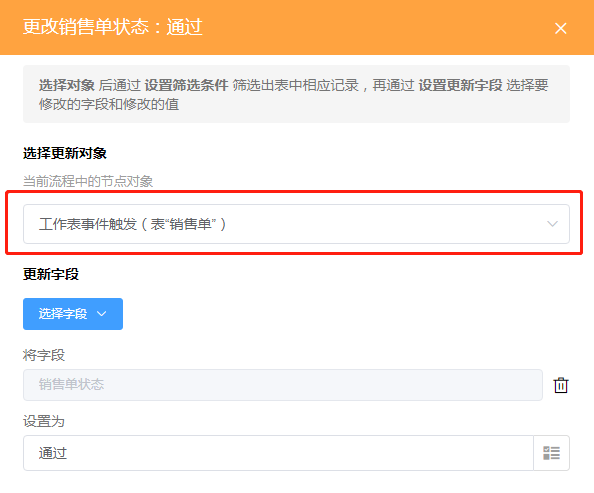 更改销售单状态：通过
选择对象 后通过 设置筛选条件 筛选出表中相应记录，再通过 设置更新字段 选择要
修改的字段和修改的值
选择更新对象
当前流程中的节点对象
工作表事件触发（表“销售单”）
更新字段
选择字段
将字段
销售单状态
设置为
通过